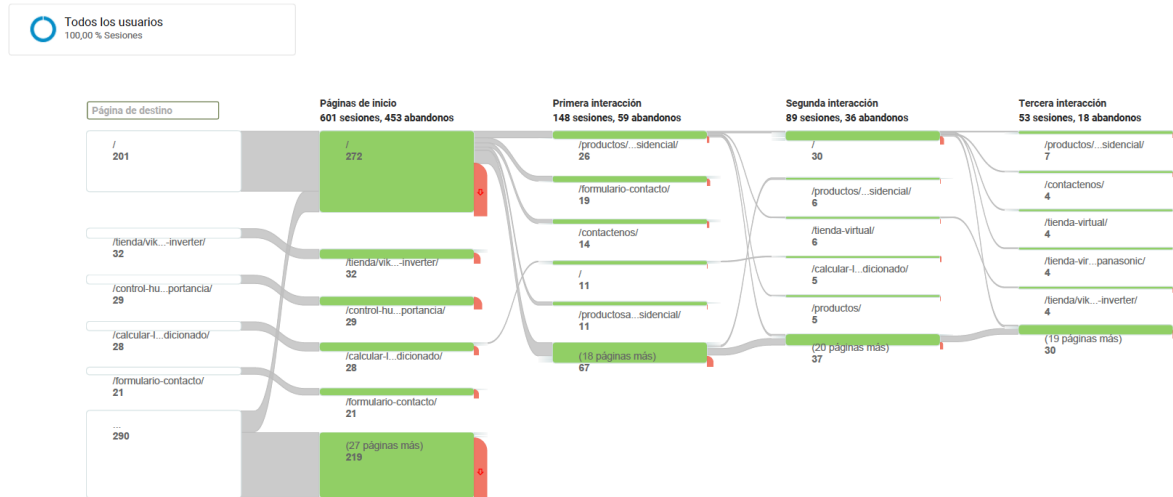 Todos los usuarios
100,00 % Sesiones
Página de destino
/
201
/tienda/vik...-inverter/
32
/control-hu...portancia/
29
/calcular-l...dicionado/
28
/formulario-contacto/
21
...
290
Páginas de inicio
601 sesiones, 453 abandonos
/
272
/tienda/vik...-inverter/
32
/control-hu...portancia/
29
/calcular-l...dicionado/
28
/formulario-contacto/
21
(27 páginas más)
219
Primera interacción
148 sesiones, 59 abandonos
/productos/...sidencial/
26
/formulario-contacto/
19
/contactenos/
14
/
11
/productosa...sidencial/
11
(18 páginas más)
67
Segunda interacción
89 sesiones, 36 abandonos
/
30
/productos/...sidencial/
6
/tienda-virtual/
6
/calcular-l...dicionado/
5
/productos/
5
(20 páginas más)
37
Tercera interacción
53 sesiones, 18 abandonos
/productos/...sidencial/
7
/contactenos/
4
/tienda-virtual/
4
/tienda-vir...panasonic/
4
/tienda/vik...-inverter/
4
(19 páginas más)
30